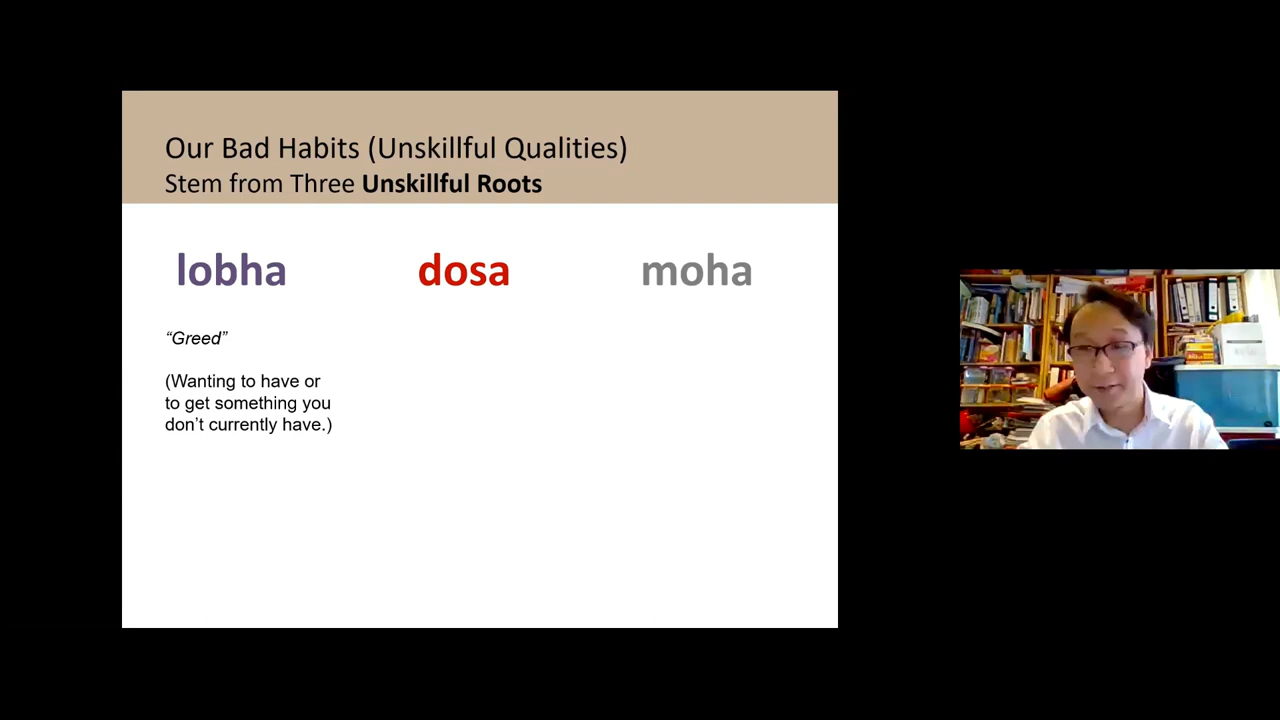 Our Bad Habits (Unskillful Qualities)
Stem from Three Unskillful Roots
lobha dosa moha
“Greed”
(Wanting to have or
to get something you
don’t currently have.)